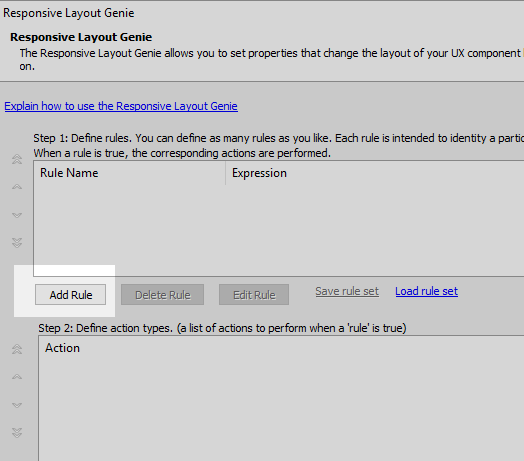 Responsive Layout Genie
Responsive Layout Genie
The Responsive Layout Genie allows you to set properties that change the layout of your UX component
on.
Explain how to use the Responsive Layout Genie
Step 1: Define rules. You can define as many rules as you like. Each rule is intended to identity a
When a rule is true, the corresponding actions are performed.
Rule Name Expression
Add Rule Delete Rule Edit Rule Save rule set Load rule set
Step 2: Define action types. (a list of actions to perform when a 'rule' is true)
Action